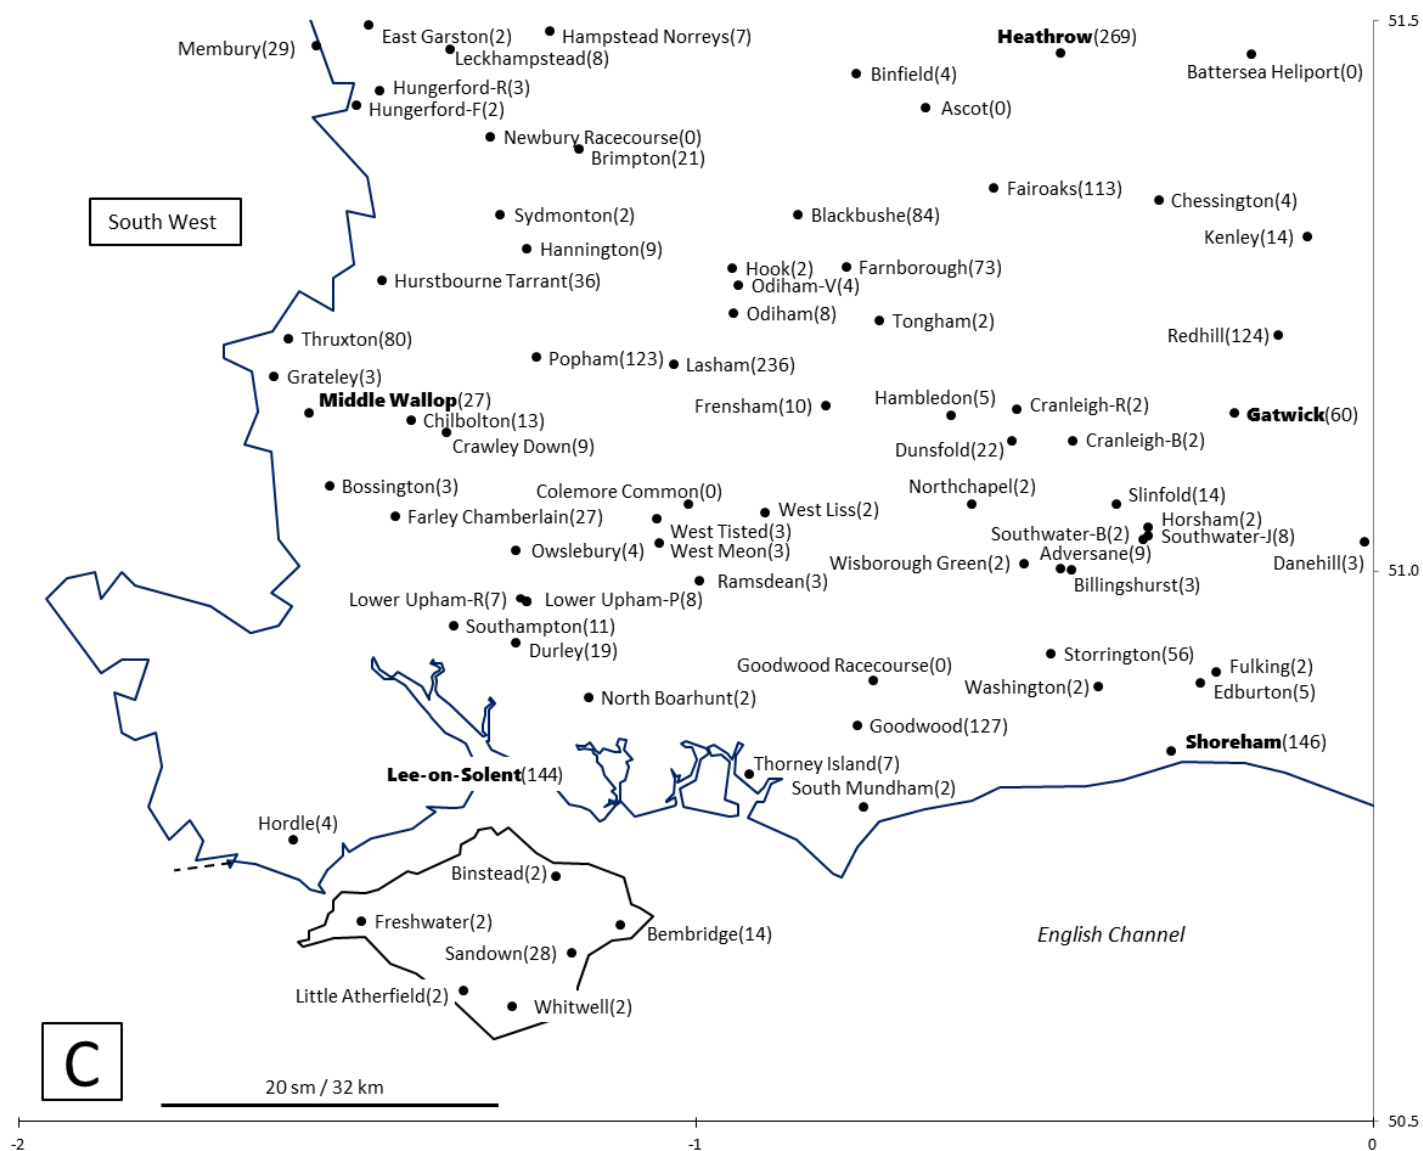 51.5
East Garston(2)
Hampstead Norreys(7)
Heathrow(269)
Membury(29)
Leckhampstead(8)
Binfield(4)
Battersea Heliport(0)
Hungerford-R(3)
Hungerford-F(2)
Ascot(0)
Newbury Racecourse(0)
Brimpton(21)
Fairoaks(113)
Chessington(4)
South West
Sydmonton(2)
Blackbushe(84)
Kenley(14)
Hannington(9)
Hook(2)
Farnborough(73)
Hurstbourne Tarrant(36)
Odiham-V(4)
Odiham(8)
Tongham(2)
Thruxton(80)
Redhill(124)
Popham(123)
Lasham(236)
Grateley(3)
Middle Wallop(27)
Hambledon(5)
Frensham(10)
Cranleigh-R(2)
Gatwick(60)
Chilbolton(13)
Crawley Down(9)
Dunsfold(22)
Cranleigh-B(2)
Bossington(3)
Colemore Common(0)
Northchapel(2)
Slinfold(14)
Farley Chamberlain(27)
West Liss(2)
Horsham(2)
West Tisted(3)
Southwater-B(2)
Southwater-J(8)
Owslebury(4)
West Meon(3)
Adversane(9)
Wisborough Green(2)
Danehill(3)
51.0
Ramsdean(3)
Billingshurst(3)
Lower Upham-R(7)
Lower Upham-P(8)
Southampton(11)
Durley(19)
Storrington(56)
Goodwood Racecourse(0)
Fulking(2)
Washington(2)
Edburton(5)
North Boarhunt(2)
Goodwood(127)
Shoreham(146)
Lee-on-Solent(144)
Thorney Island(7)
South Mundham(2)
Hordle(4)
Binstead(2)
Freshwater(2)
Bembridge(14)
English Channel
Sandown(28)
Little Atherfield(2)
Whitwell(2)
C
20 sm / 32 km
50.5
-2
-1
0